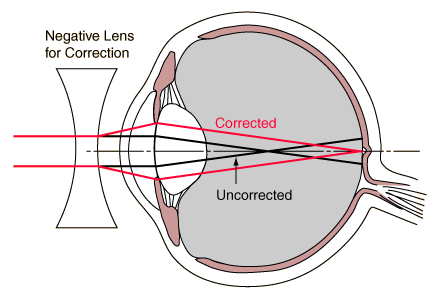 Negative Lens
for Correction
Corrected
Uncorrected